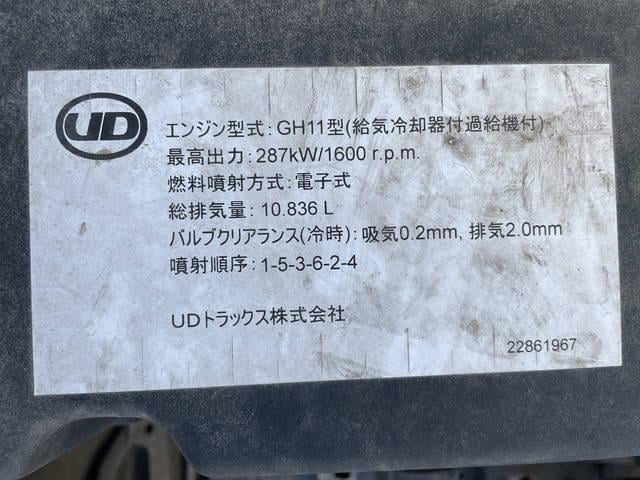 UD
エンジン型式：GH11型(給気冷却器付過給機付)
最高出力：287kW/1600 r.p.m.
燃料噴射方式：電子式
総排気量：10.836 L
バルブクリアランス(冷時)：吸気0.2mm, 排気2.0mm
噴射順序：1-5-3-6-2-4
UDトラックス株式会社
22861967